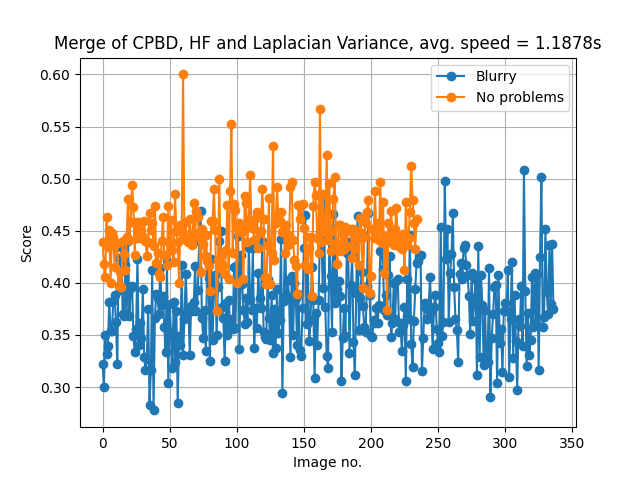 Merge of CPBD, HF and Laplacian Variance, avg. speed = 1.1878s
Blurry
No problems
Score
0.60
0.55
0.50
0.45
0.40
0.35
0.30
0 50 100 150 200 250 300 350
Image no.